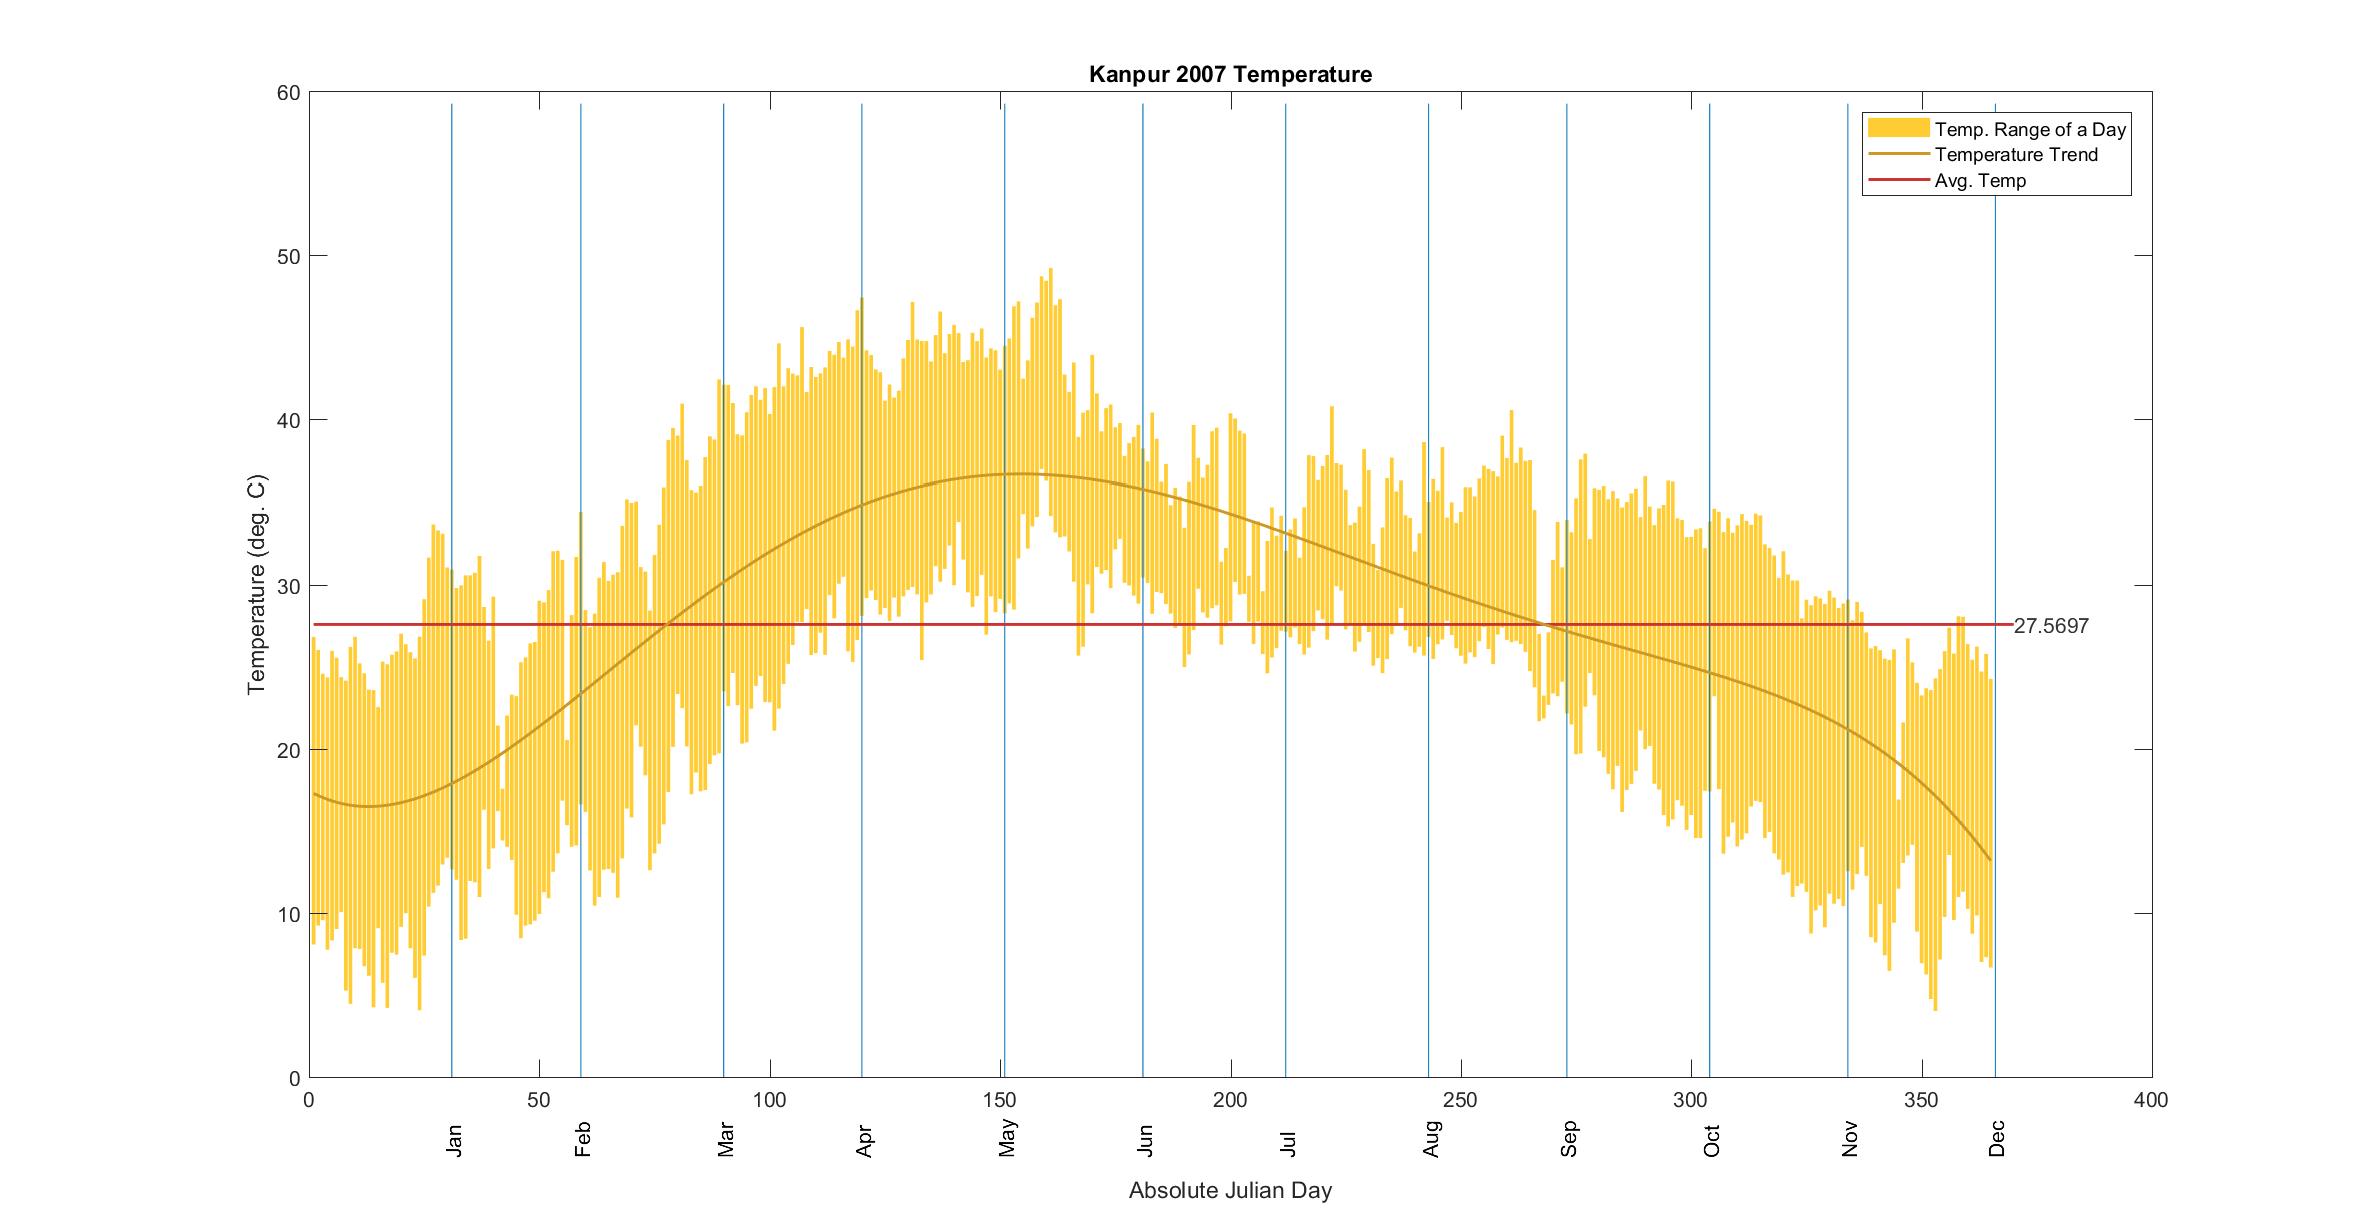 Kanpur 2007 Temperature
60
50
40
30
20
10
0
Temperature (deg. C)
Temp. Range of a Day
Temperature Trend
Avg. Temp
27.5697
0 50 100 150 200 250 300 350 400
Jan Feb Mar Apr May Jun Jul Aug Sep Oct Nov Dec
Absolute Julian Day